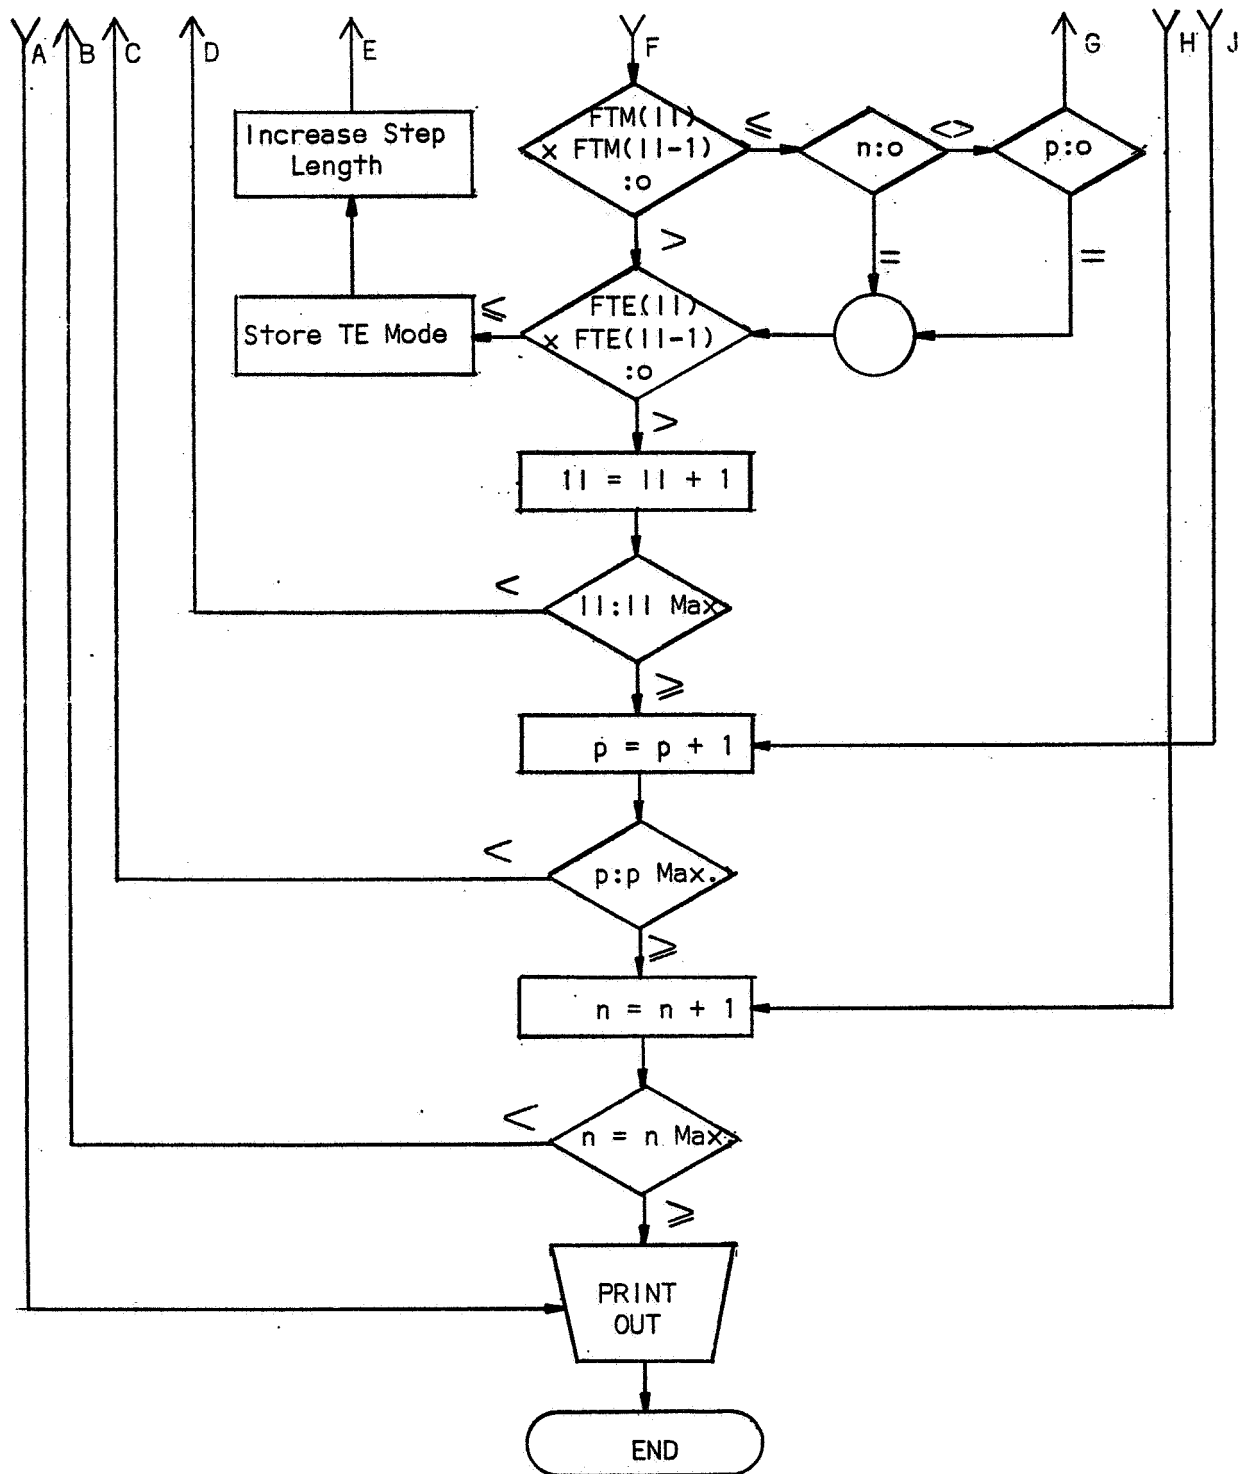 A B C D E F G H J
Increase Step
Length
FTM(II)
× FTM(II-1)
:o
≤
n:o
<>
p:o
>
=
=
Store TE Mode
≤
FTE(II)
× FTE(II-1)
:o
>
II = II + 1
<
II:II Max.
≥
p = p + 1
<
p:p Max.
≥
n = n + 1
<
n = n Max.
≥
PRINT
OUT
END